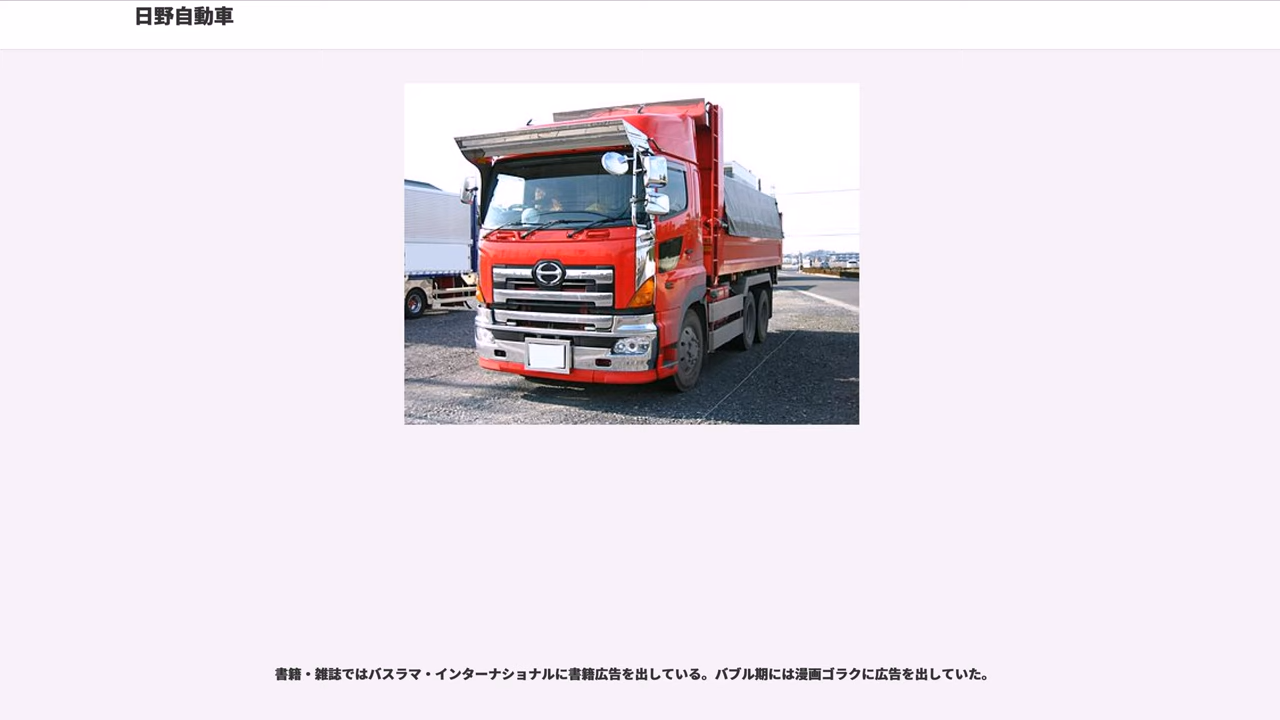 日野自動車
書籍・雑誌ではバスラマ・インターナショナルに書籍広告を出している。バブル期には漫画ゴラクに広告を出していた。